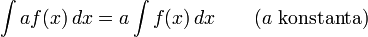 ∫ af(x) dx = a ∫ f(x) dx (a konstanta)